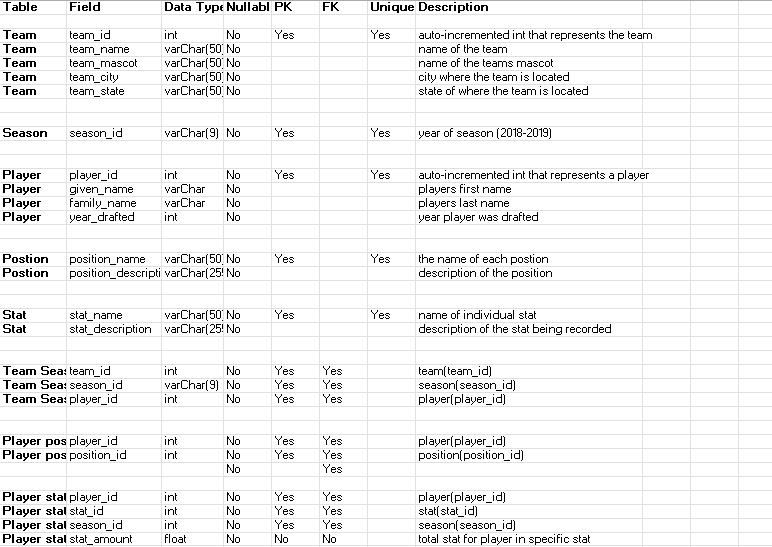 Table Field Data Type Nullabl PK FK Unique Description
Team team_id int No Yes Yes auto-incremented int that represents the team
Team team_name varChar(50) No name of the team
Team team_mascot varChar(50) No name of the teams mascot
Team team_city varChar(50) No city where the team is located
Team team_state varChar(50) No state of where the team is located
Season season_id varChar(9) No Yes Yes year of season (2018-2019)
Player player_id int No Yes Yes auto-incremented int that represents a player
Player given_name varChar No players first name
Player family_name varChar No players last name
Player year_drafted int No year player was drafted
Postion position_name varChar(50) No Yes Yes the name of each postion
Postion position_descripti varChar(255 No description of the position
Stat stat_name varChar(50) No Yes Yes name of individual stat
Stat stat_description varChar(255 No description of the stat being recorded
Team Seas team_id int No Yes Yes team(team_id)
Team Seas season_id varChar(9) No Yes Yes season(season_id)
Team Seas player_id int No Yes Yes player(player_id)
Player pos player_id int No Yes Yes player(player_id)
Player pos position_id int No Yes Yes position(position_id)
No Yes
Player stat player_id int No Yes Yes player(player_id)
Player stat stat_id int No Yes Yes stat(stat_id)
Player stat season_id int No Yes Yes season(season_id)
Player stat stat_amount float No No No total stat for player in specific stat